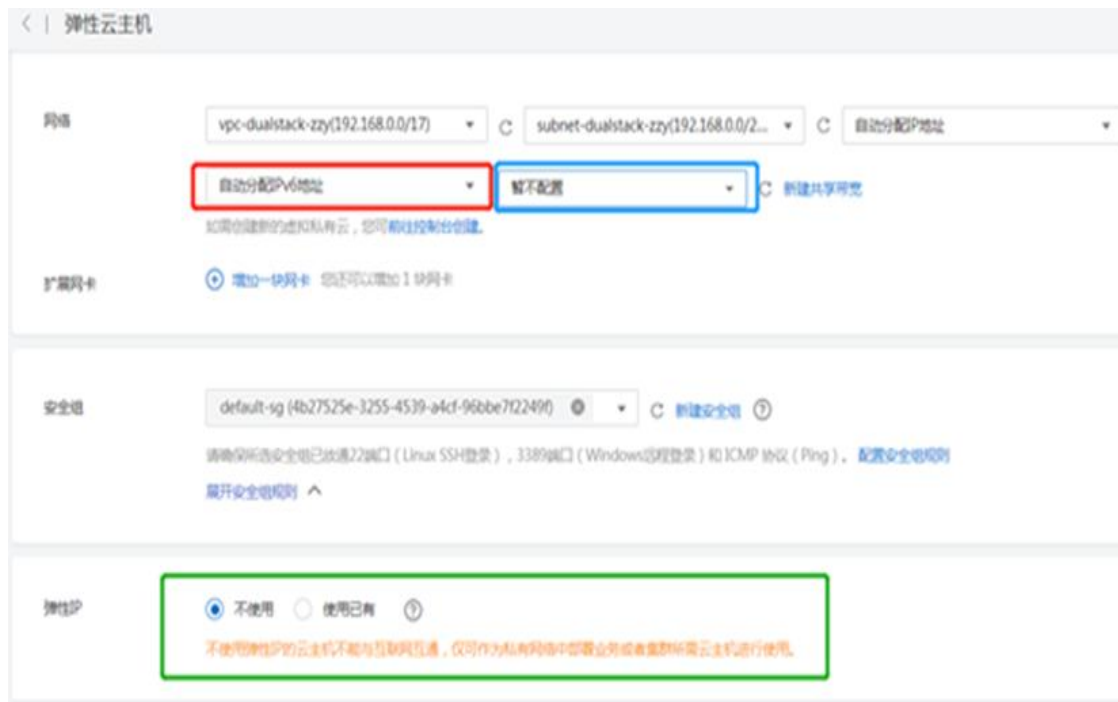 弹性云主机
网络 vpc-dualstack-zzy(192.168.0.0/17) subnet-dualstack-zzy(192.168.0.0/2... 自动分配IP地址
自动分配IPv6地址 暂不配置 新建共享带宽
如需创建新的虚拟私有云，您可前往控制台创建。
扩展网卡 增加一块网卡 您还可以增加 1 块网卡
安全组 default-sg (4b27525e-3255-4539-a4cf-96bbe7f2249f) 新建安全组
请确保所选安全组已放通22端口（Linux SSH登录），3389端口（Windows远程登录）和 ICMP 协议（Ping）。 配置安全组规则
展开安全组规则
弹性IP 不使用 使用已有
不使用弹性IP的云主机不能与互联网互通，仅可作为私有网络中部署业务或者集群所需云主机进行使用。